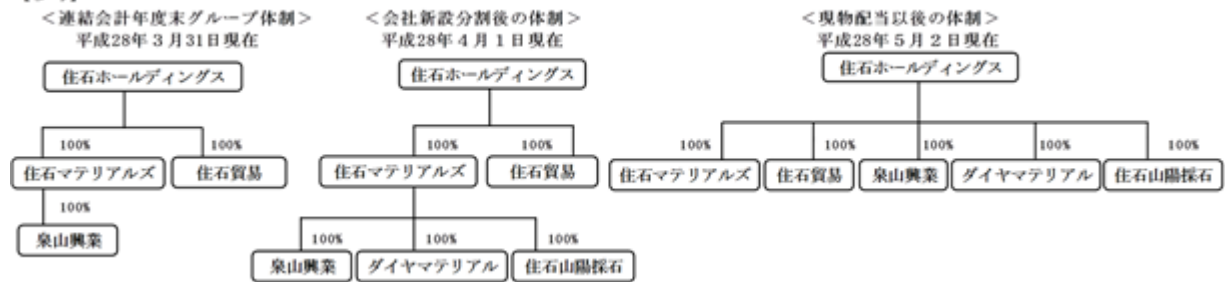 <連結会計年度末グループ体制>
平成28年3月31日現在
住石ホールディングス
100%
100%
住石マテリアルズ
住石貿易
100%
泉山興業
<会社新設分割後の体制>
平成28年4月1日現在
住石ホールディングス
100%
100%
住石マテリアルズ
住石貿易
100%
100%
100%
泉山興業
ダイヤマテリアル
住石山陽採石
<現物配当以後の体制>
平成28年5月2日現在
住石ホールディングス
100%
100%
100%
100%
100%
住石マテリアルズ
住石貿易
泉山興業
ダイヤマテリアル
住石山陽採石